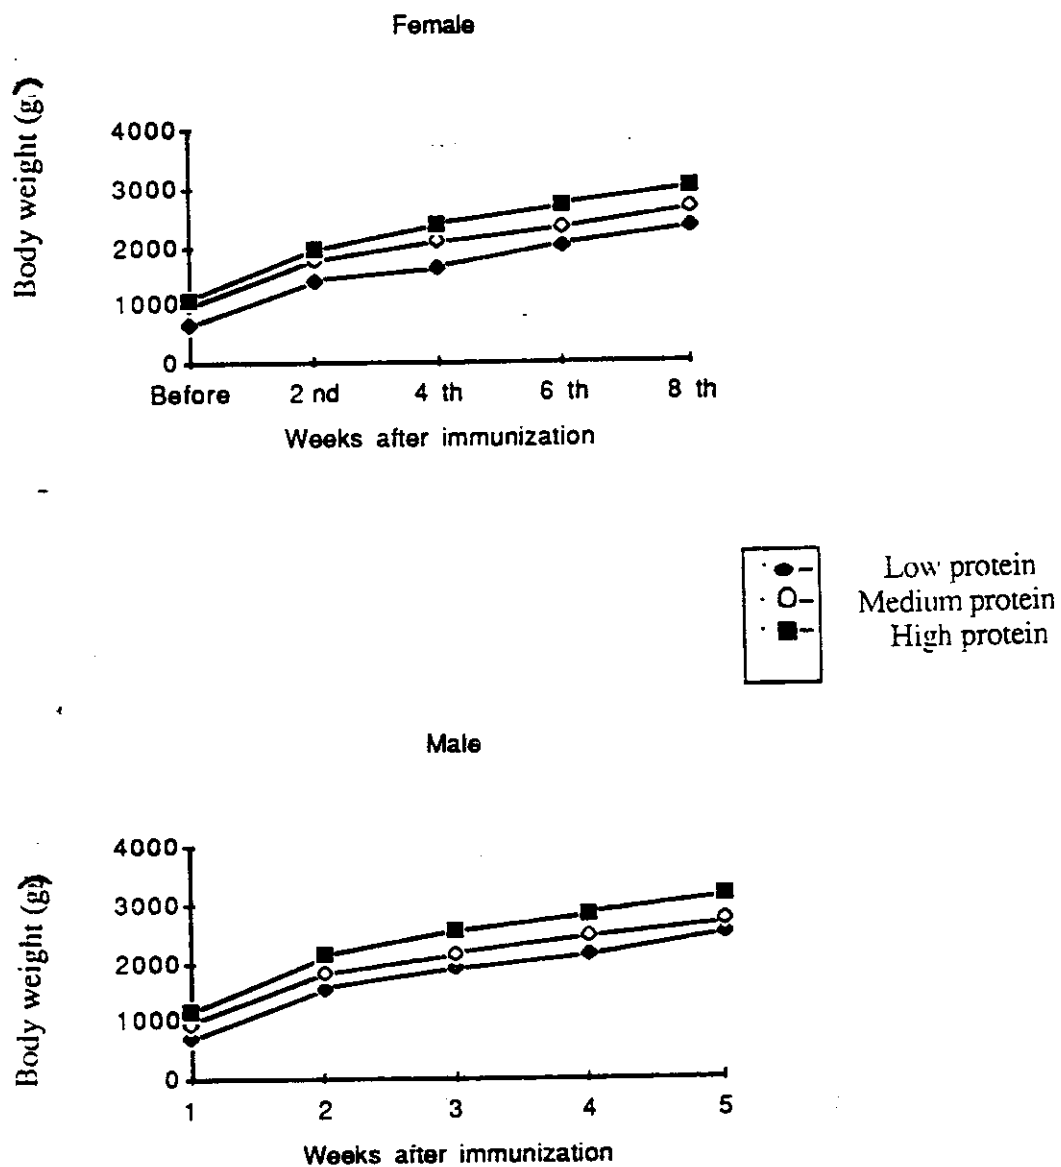 Female
Body weight (g)
4000
3000
2000
1000
0
Before 2 nd 4 th 6 th 8 th
Weeks after immunization
Low protein
Medium protein
High protein
Male
Body weight (g)
4000
3000
2000
1000
0
1 2 3 4 5
Weeks after immunization